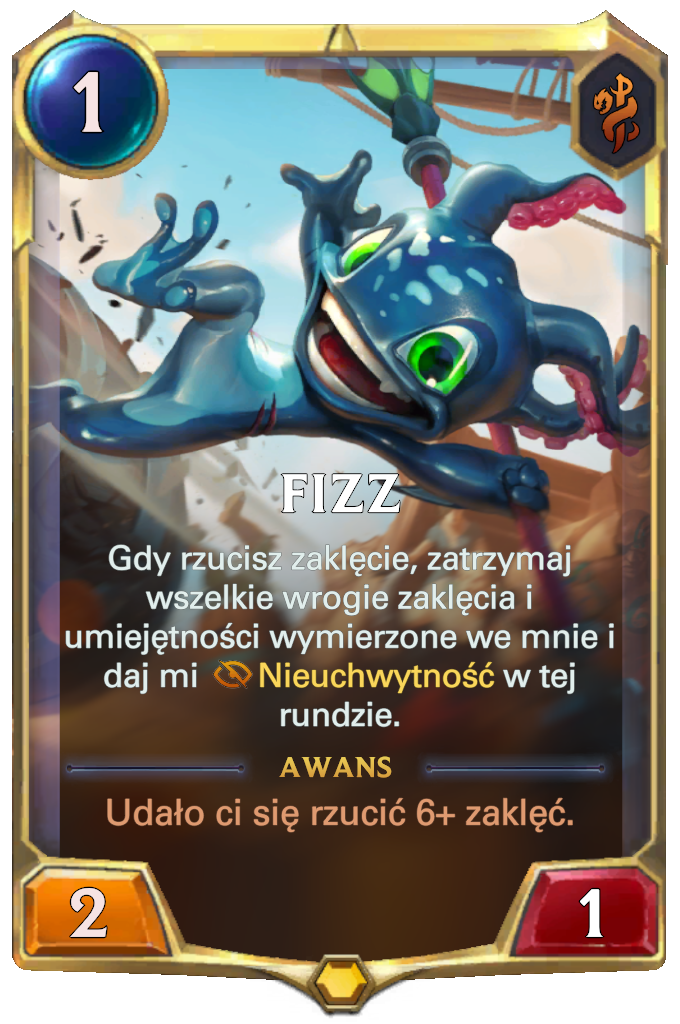 1
FIZZ
Gdy rzucisz zaklęcie, zatrzymaj
wszelkie wrogie zaklęcia i
umiejętności wymierzone we mnie i
daj mi Nieuchwytność w tej
rundzie.
AWANS
Udało ci się rzucić 6+ zaklęć.
2
1